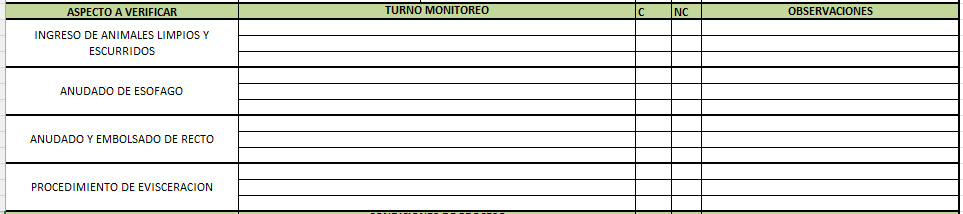 ASPECTO A VERIFICAR TURNO MONITOREO C NC OBSERVACIONES
INGRESO DE ANIMALES LIMPIOS Y
ESCURRIDOS
ANUDADO DE ESOFAGO
ANUDADO Y EMBOLSADO DE RECTO
PROCEDIMIENTO DE EVISCERACION